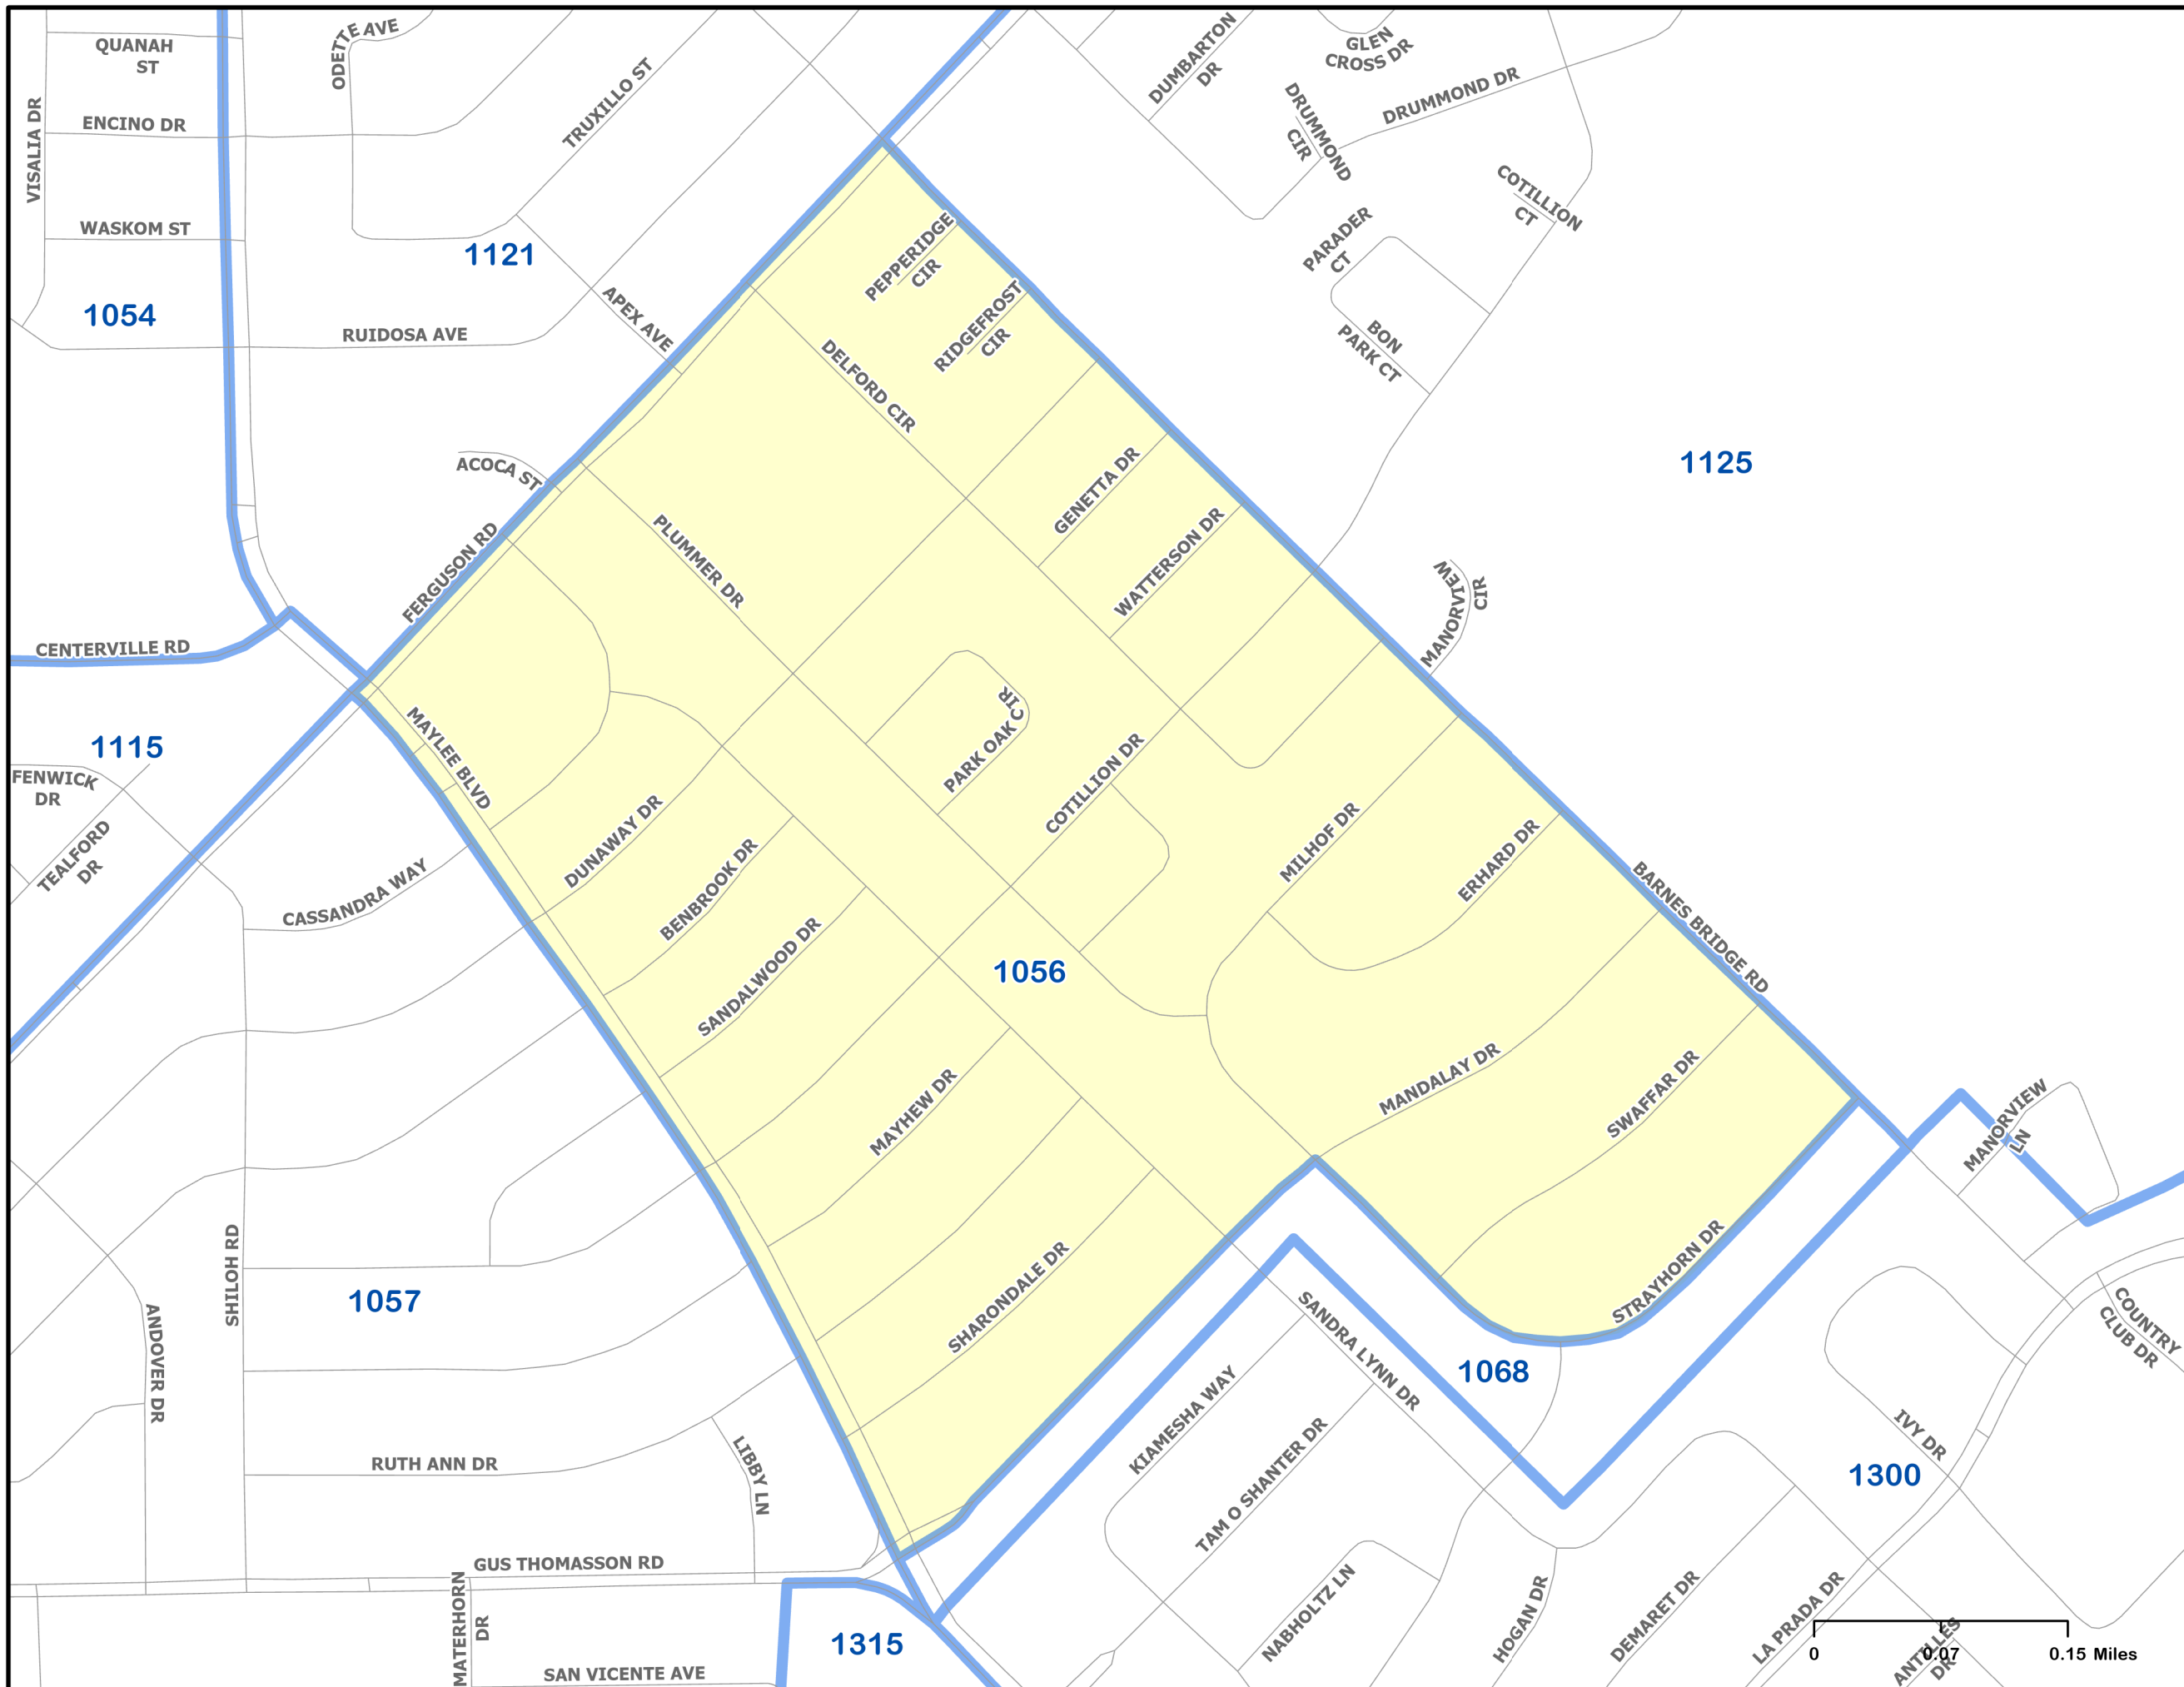 QUANAH
ST
ODETTE AVE
TRUXILLO ST
DUMBARTON
DR
GLEN
CROSS DR
DRUMMOND DR
DRUMMOND
CIR
VISALIA DR
ENCINO DR
WASKOM ST
1121
1054
RUIDOSA AVE
APEX AVE
PEPPERIDGE
CIR
RIDGEFROST
CIR
PARADER
CT
COTILLION
CT
BON
PARK CT
DELFORD CIR
ACOCA ST
GENETTA DR
1125
FERGUSON RD
PLUMMER DR
WATTERSON DR
MANORVIEW
CIR
CENTERVILLE RD
1115
MAYLEE BLVD
PARK OAK CIR
COTILLION DR
FENWICK
DR
TEALFORD
DR
CASSANDRA WAY
DUNAWAY DR
BENBROOK DR
SANDALWOOD DR
MILHOF DR
ERHARD DR
BARNES BRIDGE RD
1056
MAYHEW DR
MANDALAY DR
SWAFFAR DR
MANORVIEW
LN
SHILOH RD
1057
ANDOVER DR
SHARONDALE DR
STRAYHORN DR
SANDRA LYNN DR
1068
COUNTRY
CLUB DR
KIAMESHA WAY
TAM O SHANTER DR
IVY DR
1300
RUTH ANN DR
LIBBY LN
GUS THOMASSON RD
MATERHORN
DR
NABHOLTZ LN
HOGAN DR
DEMARET DR
LA PRADA DR
ANTILLES
DR
1315
SAN VICENTE AVE
0 0.07 0.15 Miles